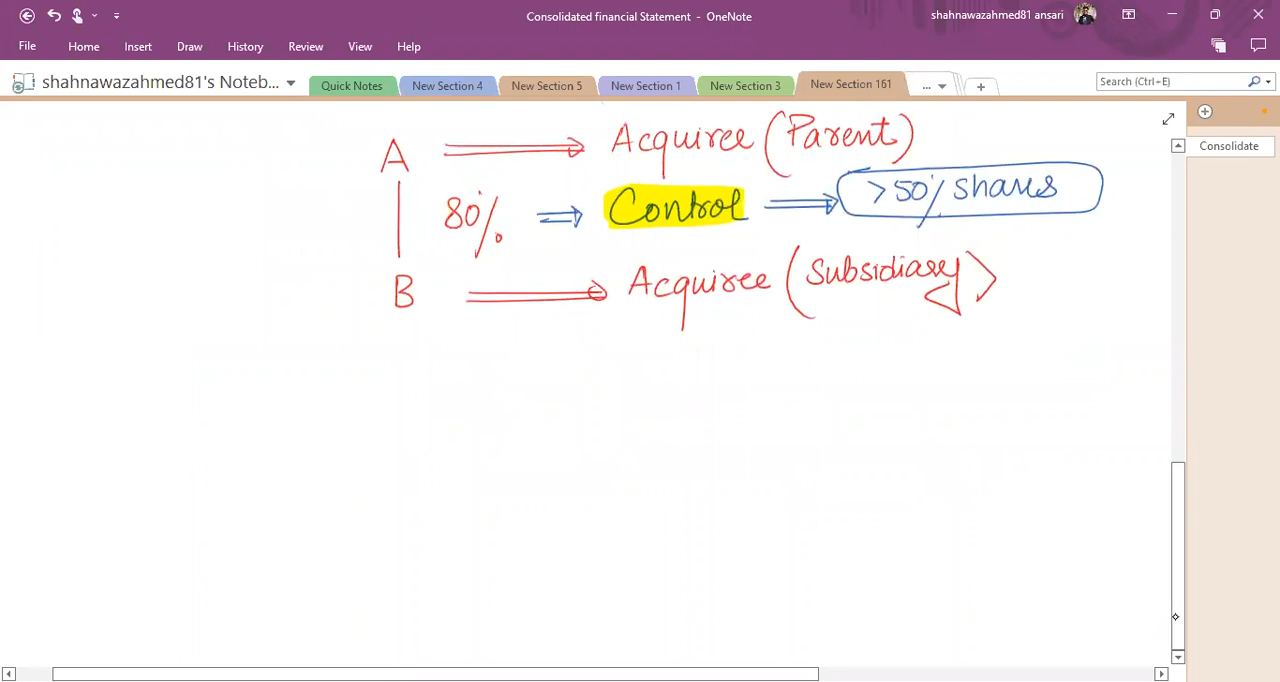 Consolidated financial Statement - OneNote
shahnawazahmed81 ansari
File Home Insert Draw History Review View Help
shahnawazahmed81's Noteb... Quick Notes New Section 4 New Section 5 New Section 1 New Section 3 New Section 161 ... + Search (Ctrl+E)
Consolidate
A ⟹ Acquiree (Parent)
80% ⟹ Control ⟹ >50% shares
B ⟹ Acquiree (Subsidiary)